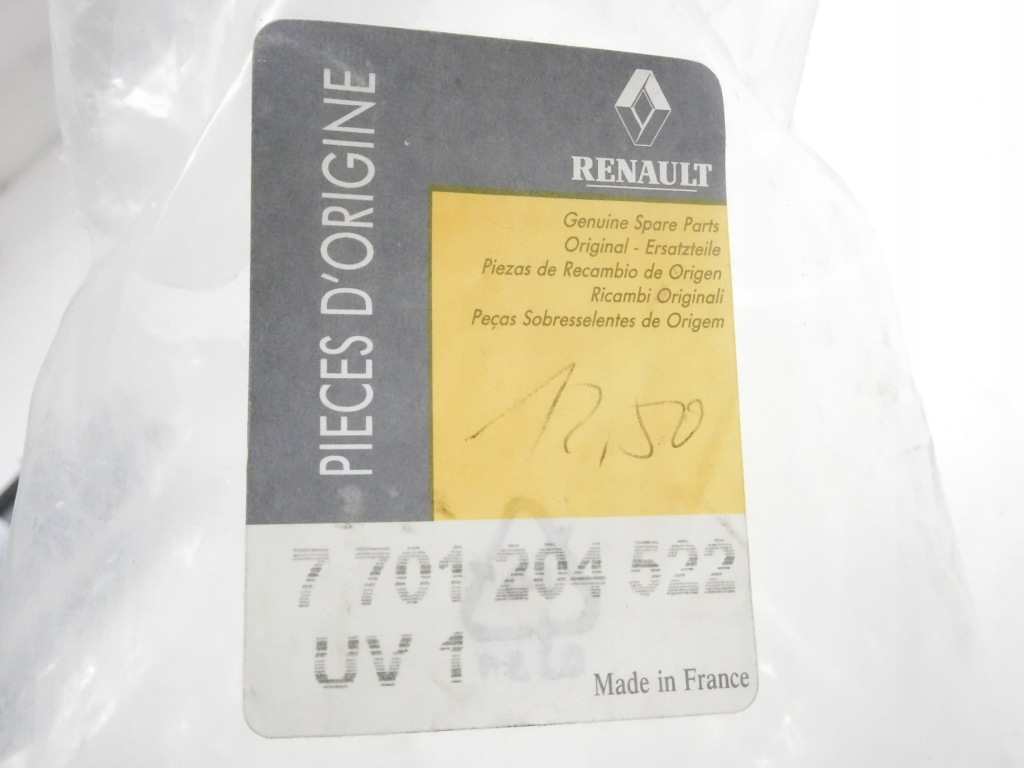 PIECES D'ORIGINE
RENAULT
Genuine Spare Parts
Original - Ersatzteile
Piezas de Recambio de Origen
Ricambi Originali
Peças Sobresselentes de Origem
12,50
7 701 204 522
UV 1
Made in France